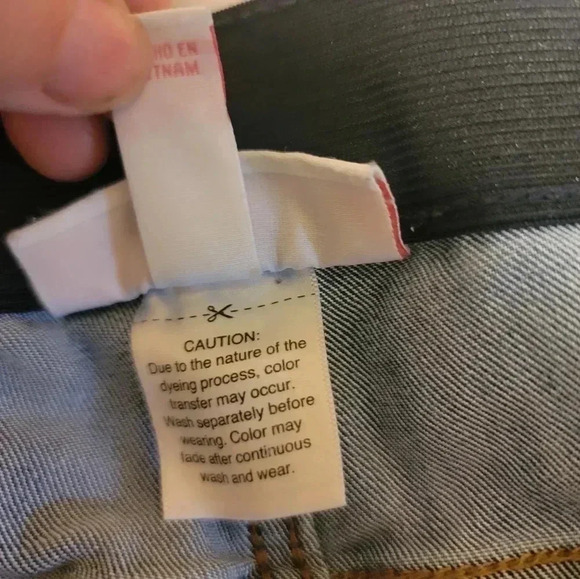 EN
CAUTION:
Due to the nature of the
dyeing process, color
transfer may occur.
Wash separately before
wearing. Color may
fade after continuous
wash and wear.